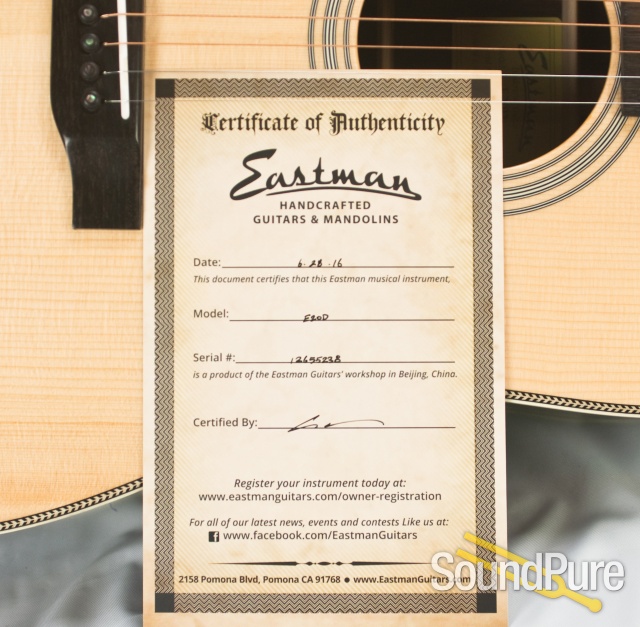 Certificate of Authenticity
Eastman
HANDCRAFTED
GUITARS & MANDOLINS
Date: 6.28.16
This document certifies that this Eastman musical instrument,
Model: E20D
Serial #: 12655238
is a product of the Eastman Guitars' workshop in Beijing, China.
Certified By:
Register your instrument today at:
www.eastmanguitars.com/owner-registration
For all of our latest news, events and contests Like us at:
f www.facebook.com/EastmanGuitars
2158 Pomona Blvd, Pomona CA 91768 ● www.EastmanGuitars.com
SoundPure